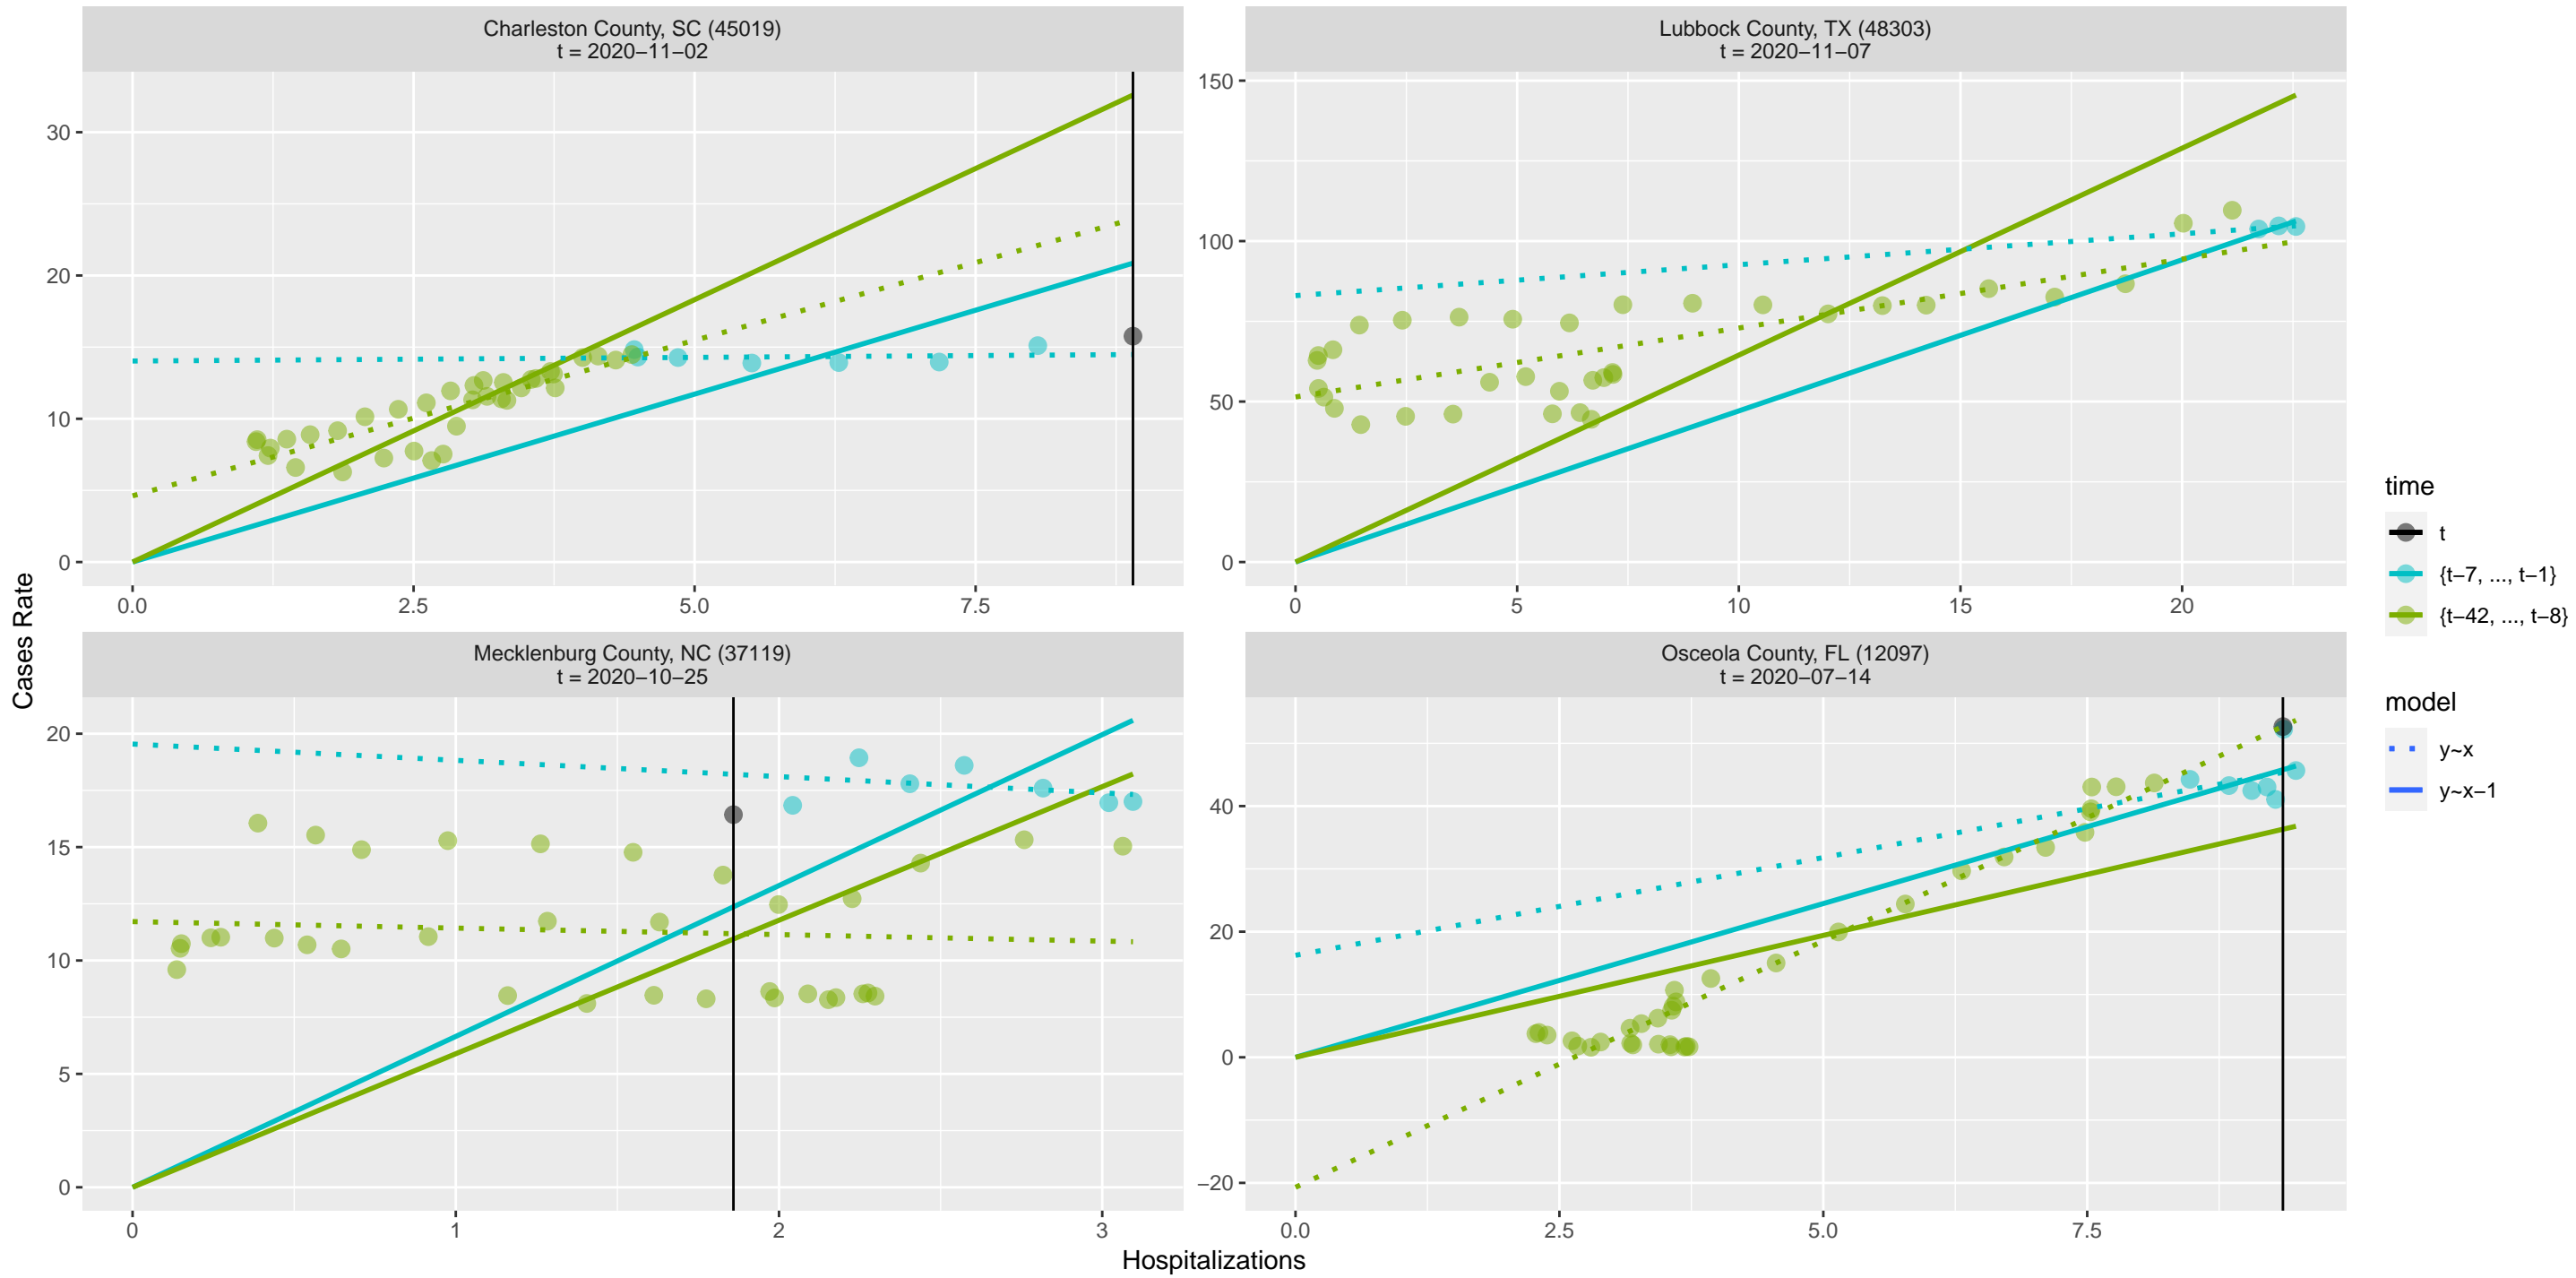 Charleston County, SC (45019)
t = 2020−11−02
Lubbock County, TX (48303)
t = 2020−11−07
30
20
10
0
0.0 2.5 5.0 7.5
150
100
50
0
0 5 10 15 20
Mecklenburg County, NC (37119)
t = 2020−10−25
Osceola County, FL (12097)
t = 2020−07−14
20
15
10
5
0
0 1 2 3
40
20
0
−20
0.0 2.5 5.0 7.5
Hospitalizations
Cases Rate
time
t
{t−7, ..., t−1}
{t−42, ..., t−8}
model
y~x
y~x−1